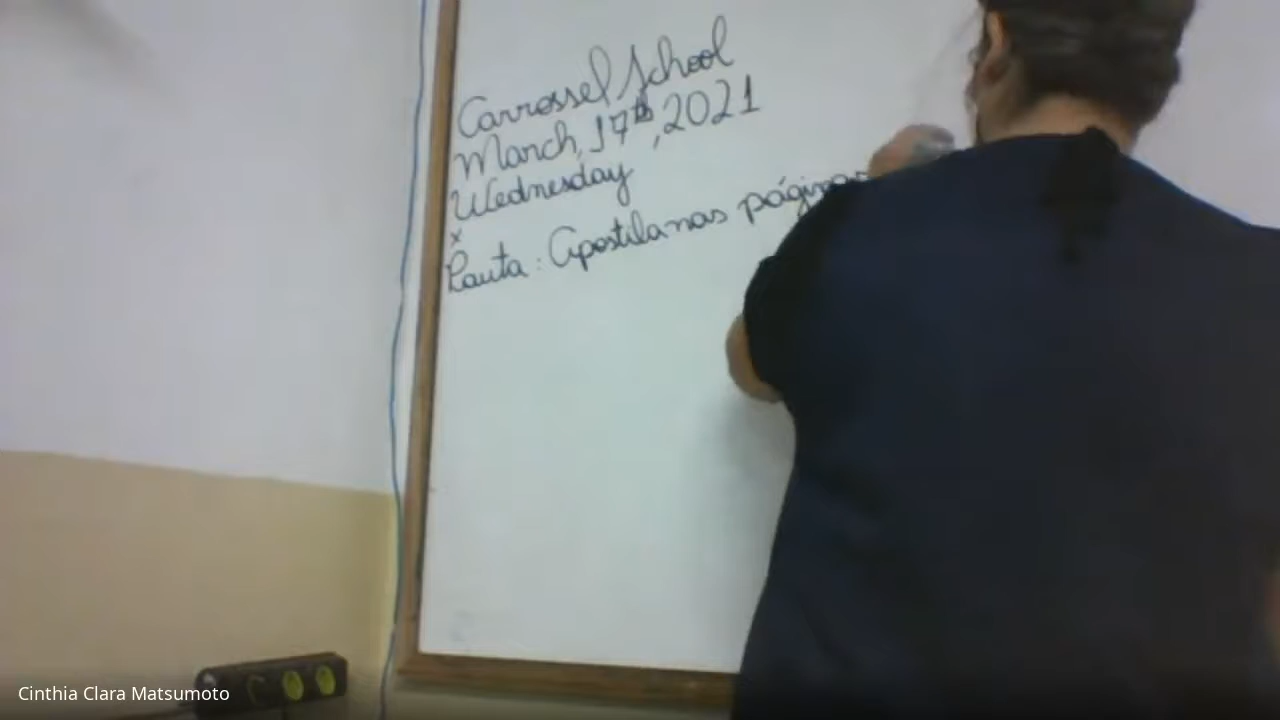 Carrossel School
March, 17th, 2021
Wednesday
x
Pauta: Apostila nas páginas
Cinthia Clara Matsumoto